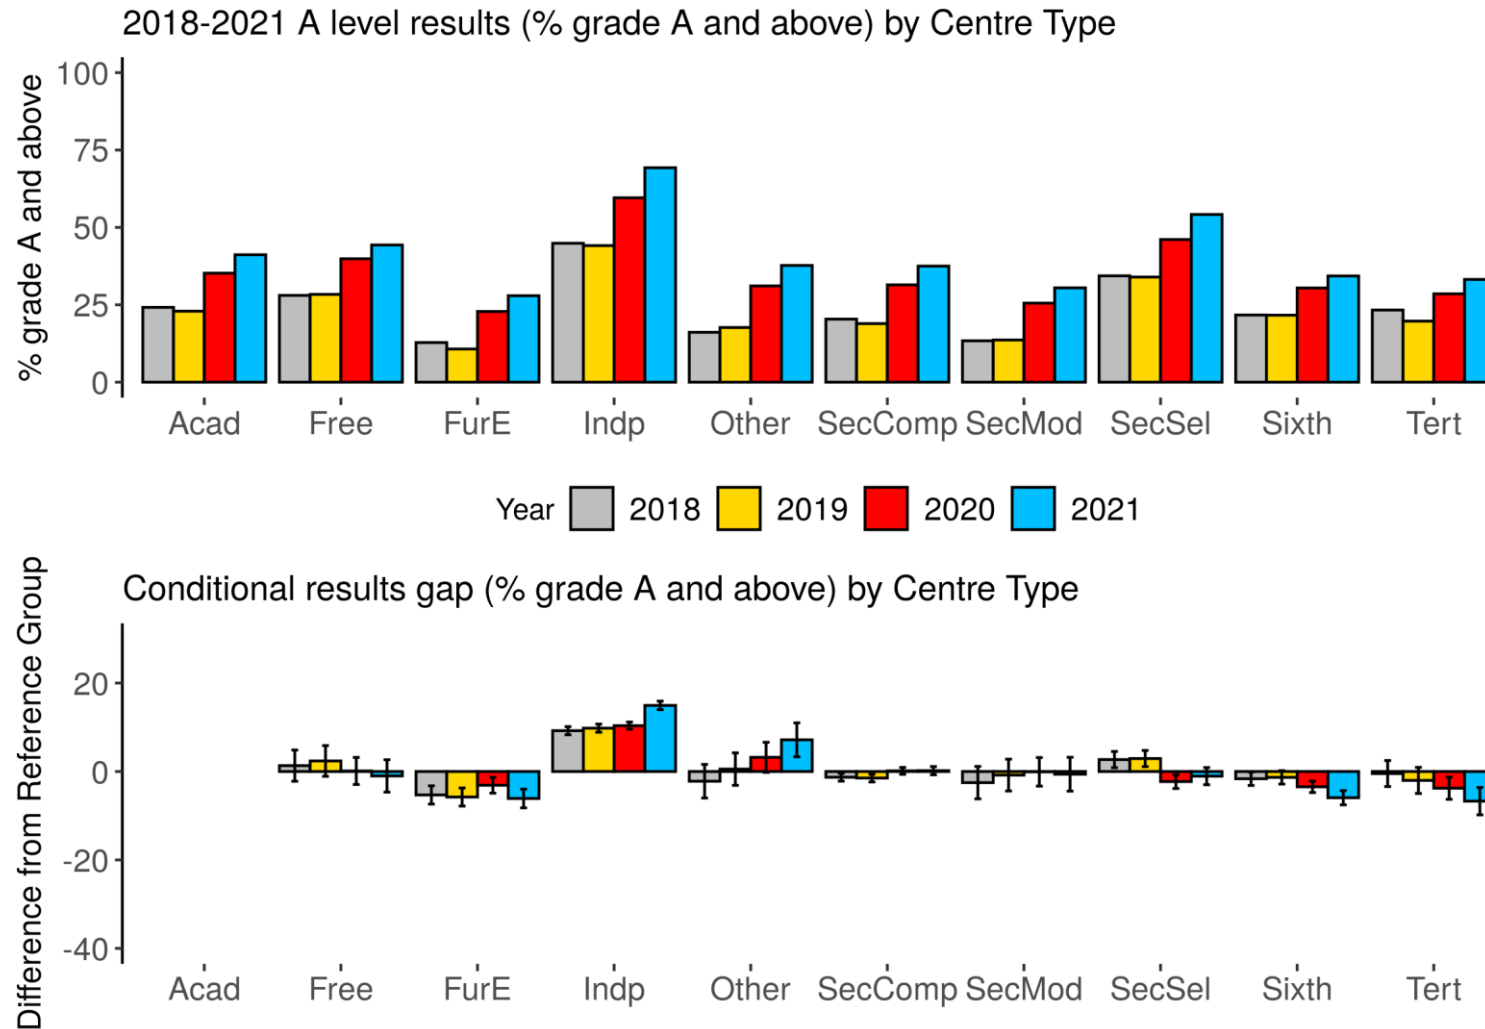 2018-2021 A level results (% grade A and above) by Centre Type
% grade A and above
100
75
50
25
0
Acad Free FurE Indp Other SecComp SecMod SecSel Sixth Tert
Year 2018 2019 2020 2021
Conditional results gap (% grade A and above) by Centre Type
Difference from Reference Group
20
0
-20
-40
Acad Free FurE Indp Other SecComp SecMod SecSel Sixth Tert